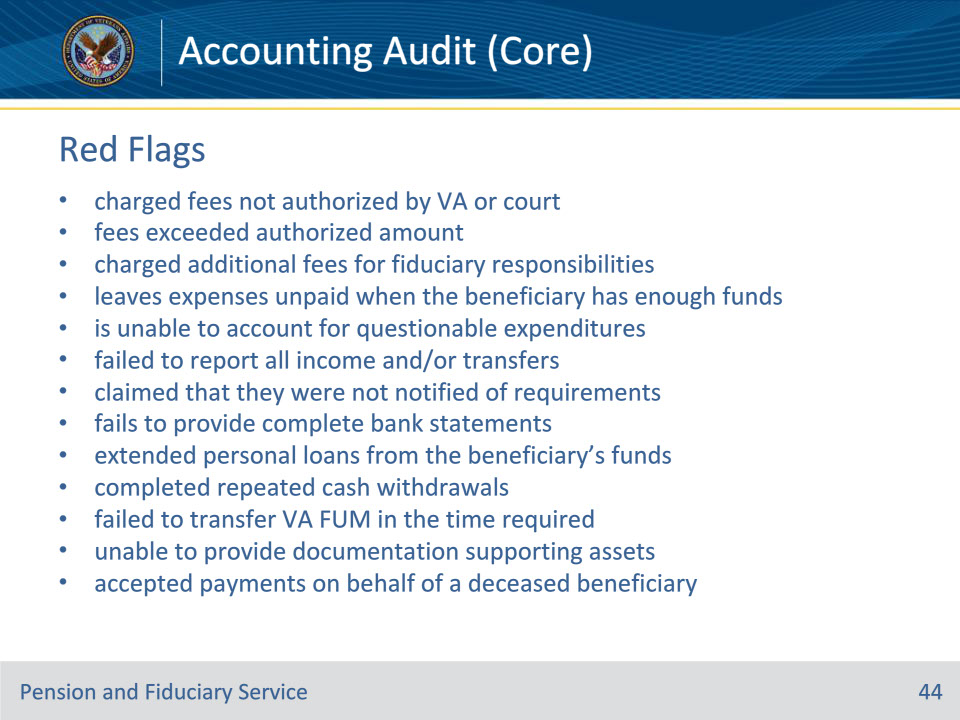 Accounting Audit (Core)
Red Flags
• charged fees not authorized by VA or court
• fees exceeded authorized amount
• charged additional fees for fiduciary responsibilities
• leaves expenses unpaid when the beneficiary has enough funds
• is unable to account for questionable expenditures
• failed to report all income and/or transfers
• claimed that they were not notified of requirements
• fails to provide complete bank statements
• extended personal loans from the beneficiary’s funds
• completed repeated cash withdrawals
• failed to transfer VA FUM in the time required
• unable to provide documentation supporting assets
• accepted payments on behalf of a deceased beneficiary
Pension and Fiduciary Service
44